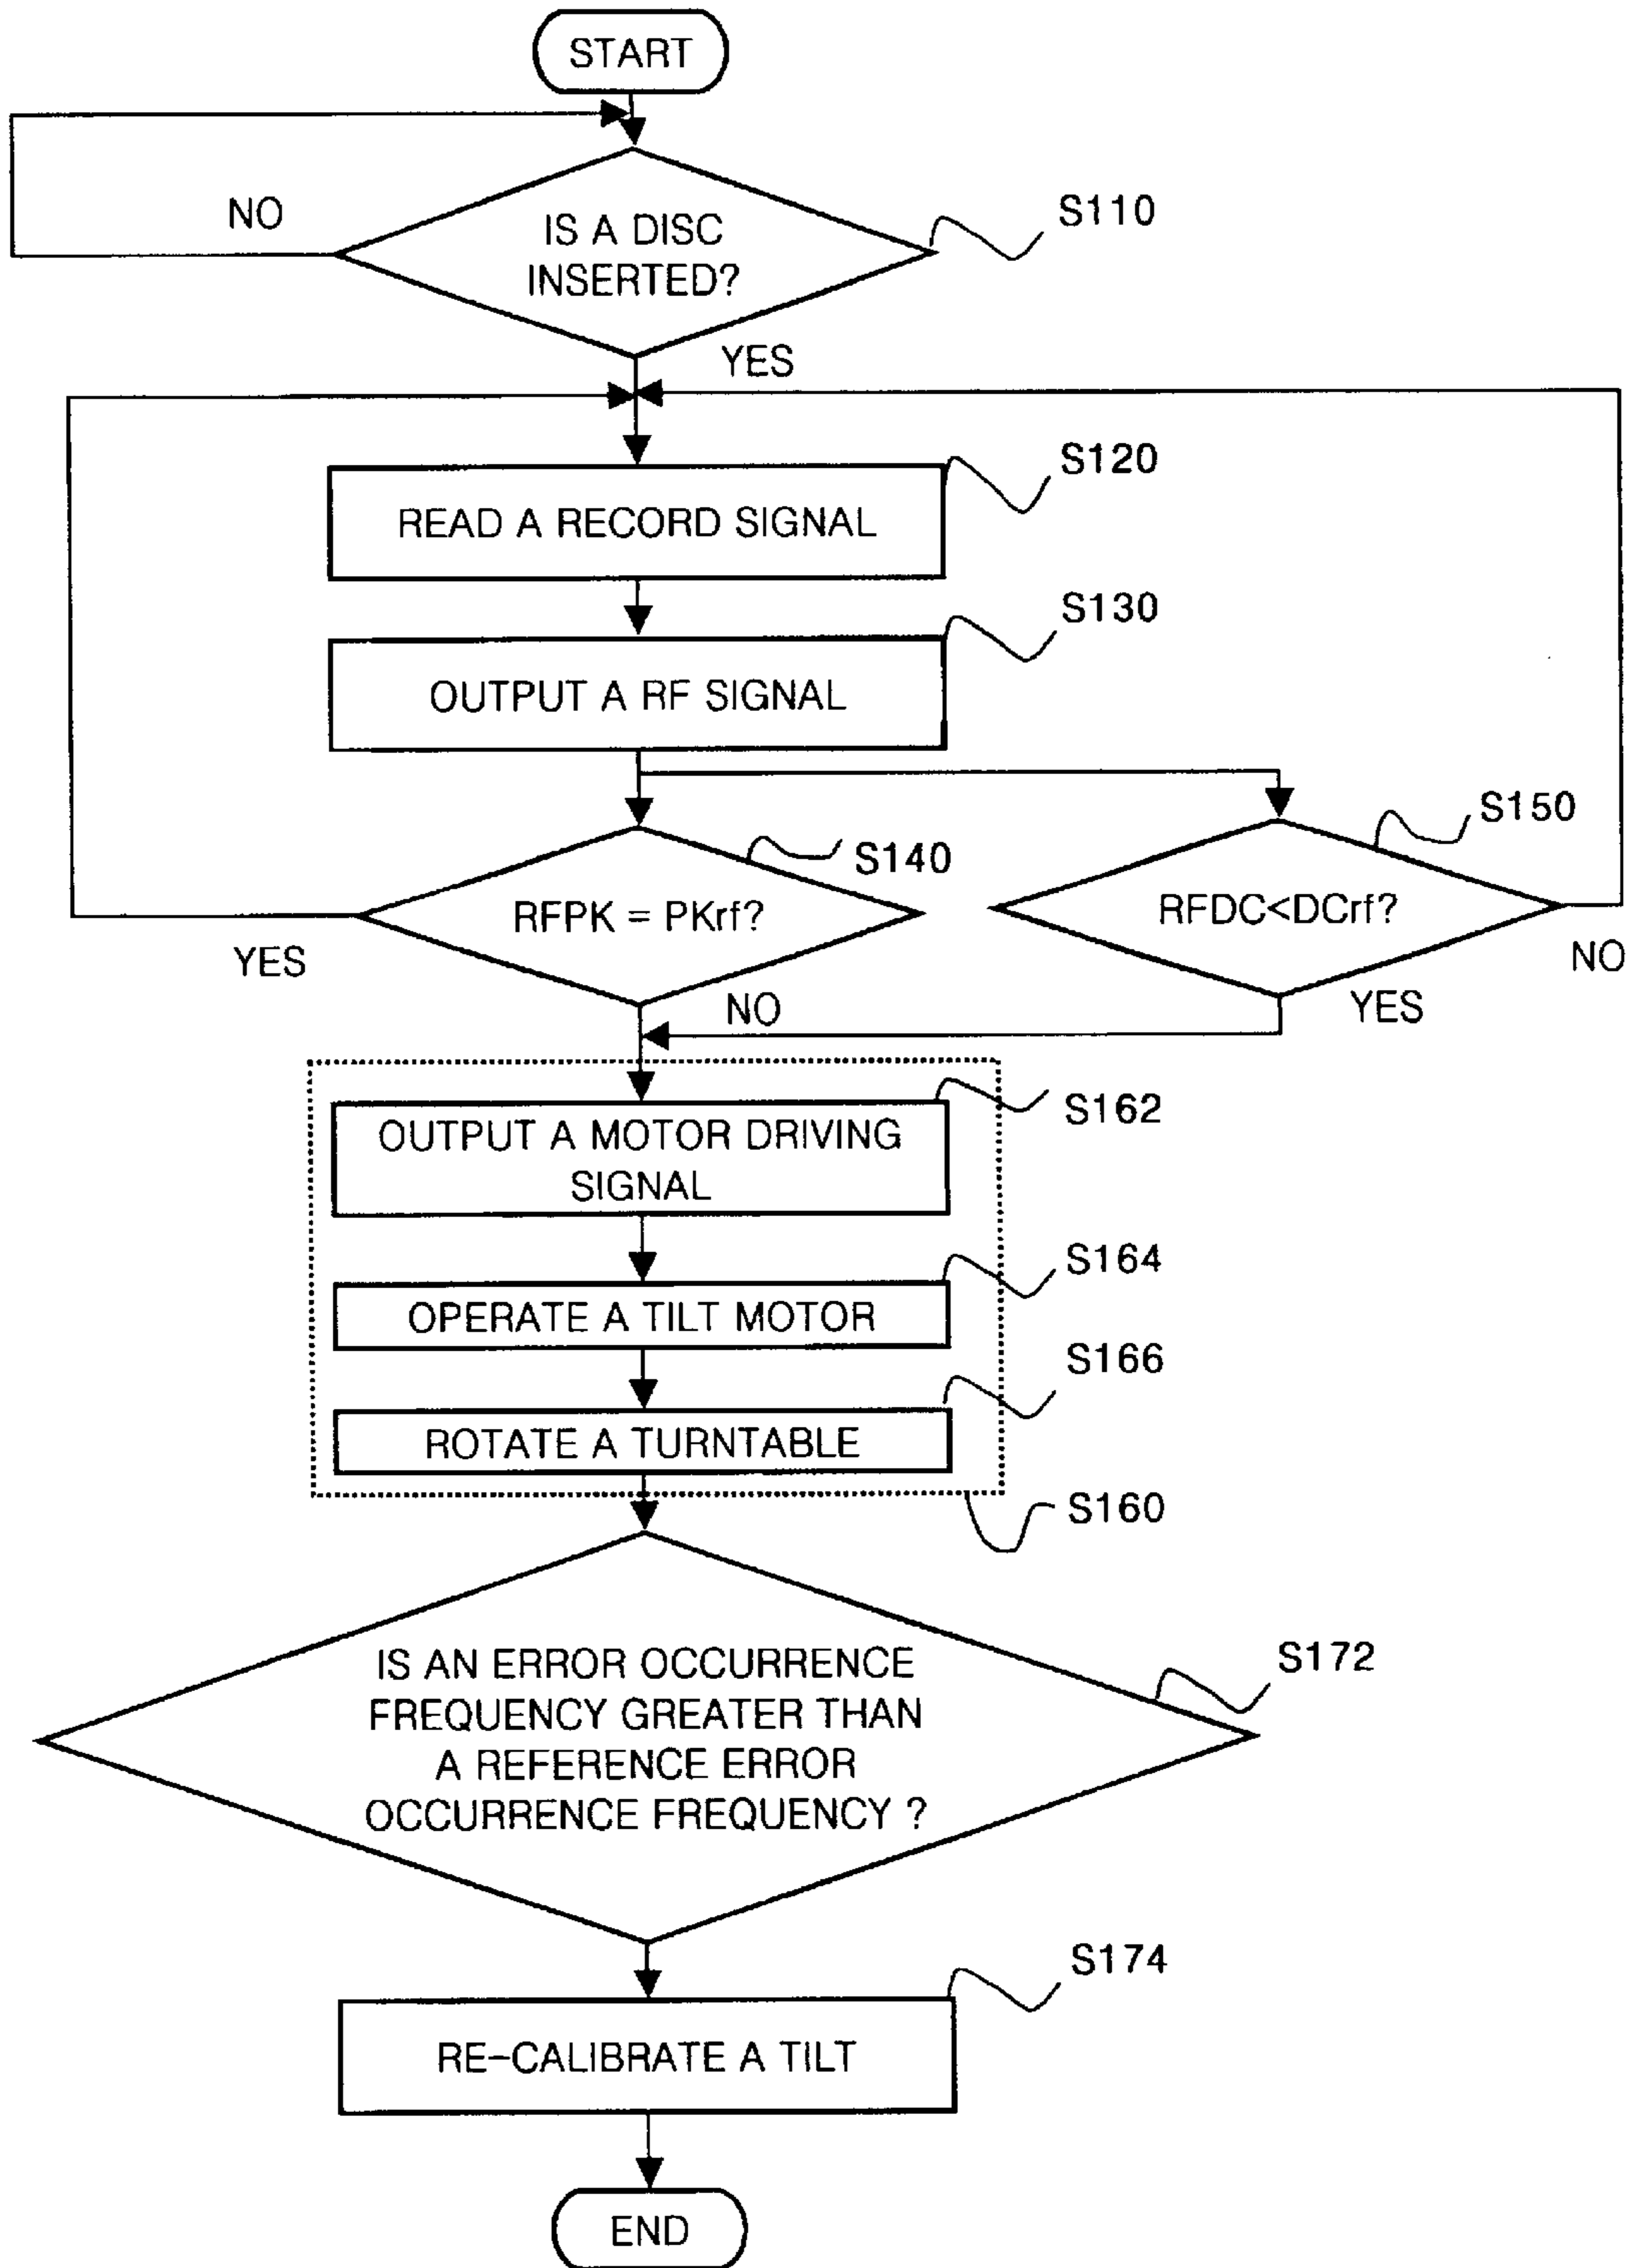 START
NO
IS A DISC
INSERTED?
S110
YES
S120
READ A RECORD SIGNAL
S130
OUTPUT A RF SIGNAL
S140
RFPK = PKrf?
YES
NO
S150
RFDC<DCrf?
NO
YES
S162
OUTPUT A MOTOR DRIVING
SIGNAL
S164
OPERATE A TILT MOTOR
S166
ROTATE A TURNTABLE
S160
S172
IS AN ERROR OCCURRENCE
FREQUENCY GREATER THAN
A REFERENCE ERROR
OCCURRENCE FREQUENCY ?
S174
RE-CALIBRATE A TILT
END